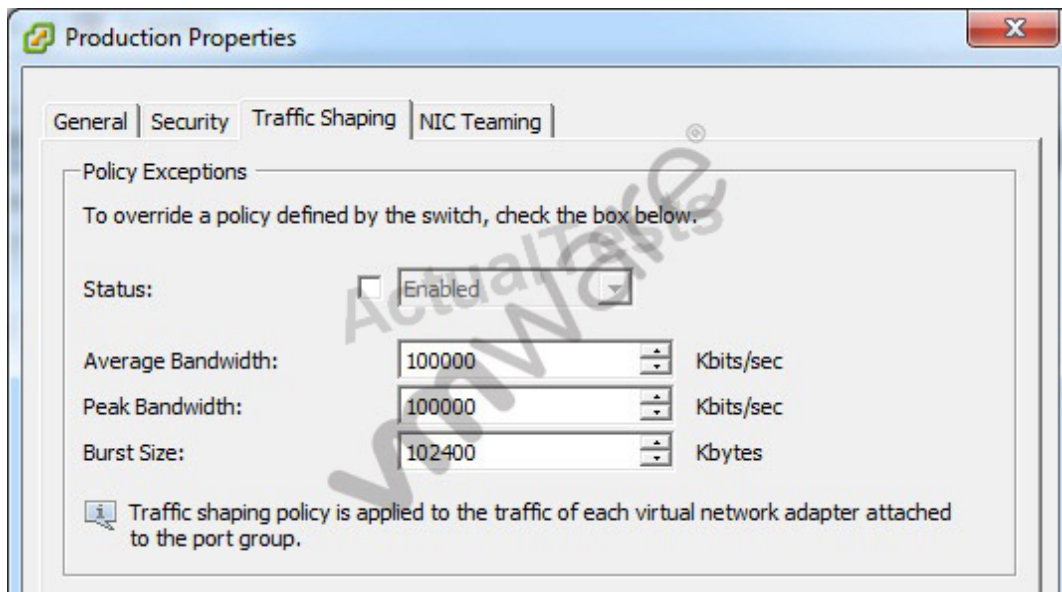 Production Properties
x
General Security Traffic Shaping NIC Teaming
Policy Exceptions
To override a policy defined by the switch, check the box below.
Status: Enabled
Average Bandwidth: 100000 Kbits/sec
Peak Bandwidth: 100000 Kbits/sec
Burst Size: 102400 Kbytes
Traffic shaping policy is applied to the traffic of each virtual network adapter attached
to the port group.
ActualTests
vmware®